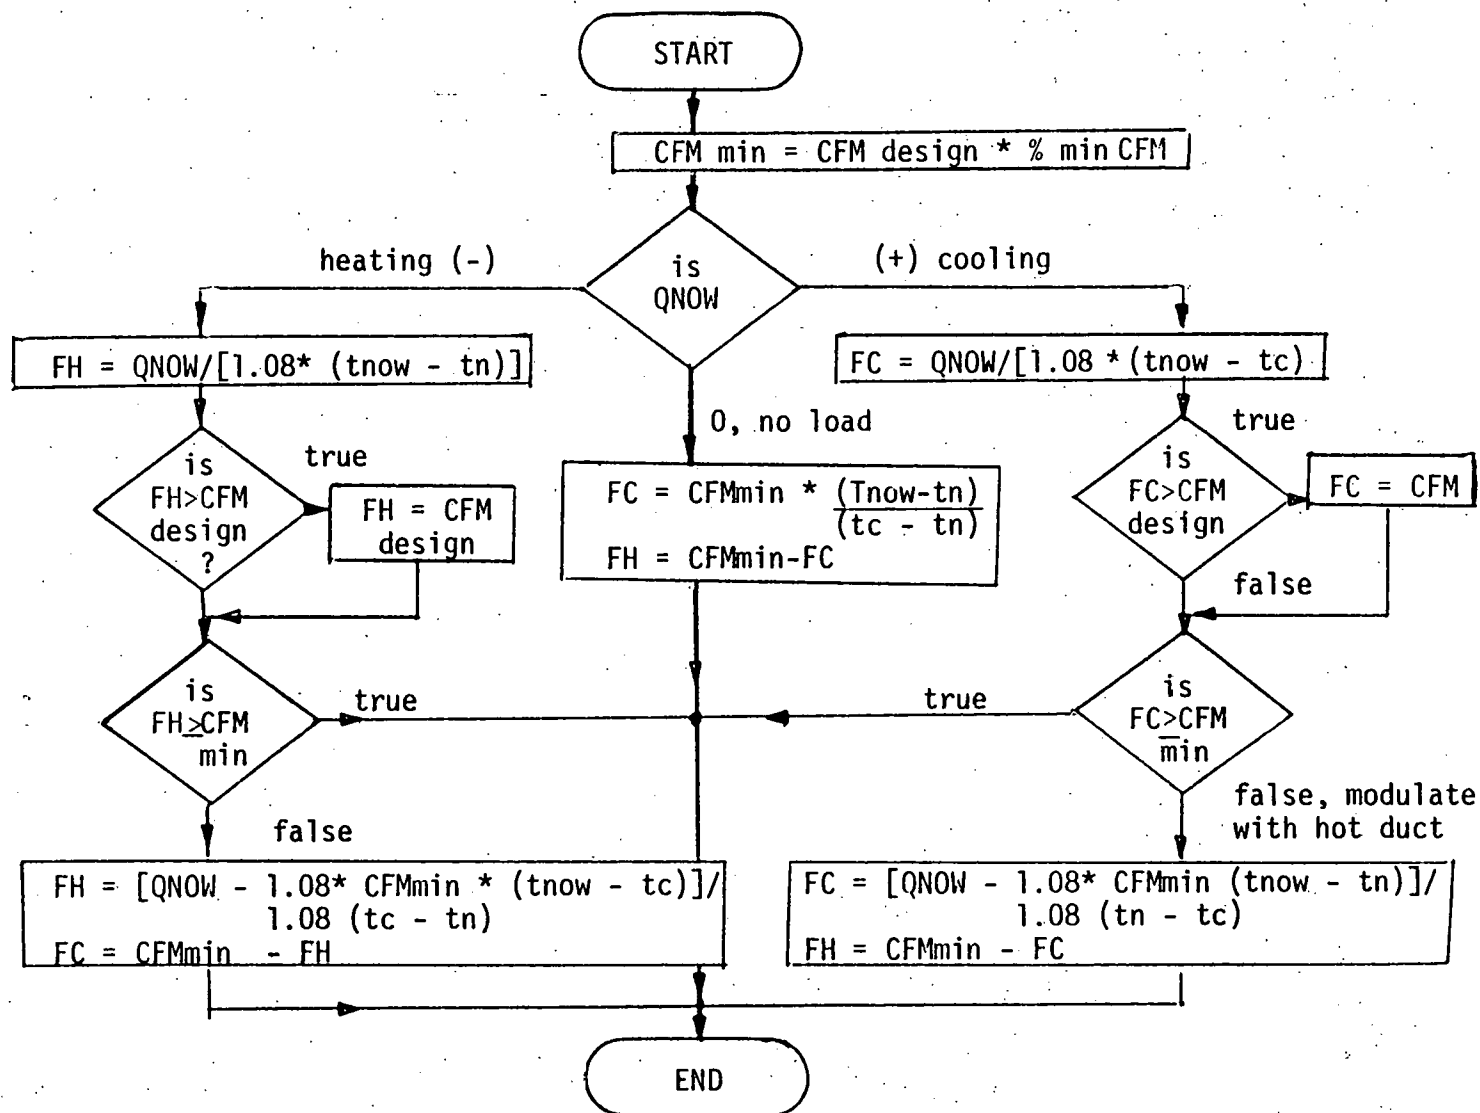 START
CFM min = CFM design * % min CFM
is
QNOW
heating (-)
(+) cooling
0, no load
FH = QNOW/[1.08* (tnow - tn)]
is
FH>CFM
design
?
true
FH = CFM
design
is
FH≥CFM
min
true
false
FH = [QNOW - 1.08* CFMmin * (tnow - tc)]/
1.08 (tc - tn)
FC = CFMmin - FH
FC = CFMmin * (Tnow-tn)
(tc - tn)
FH = CFMmin-FC
FC = QNOW/[1.08 * (tnow - tc)
is
FC>CFM
design
true
FC = CFM
false
is
FC≥CFM
min
true
false, modulate
with hot duct
FC = [QNOW - 1.08* CFMmin (tnow - tn)]/
1.08 (tn - tc)
FH = CFMmin - FC
END